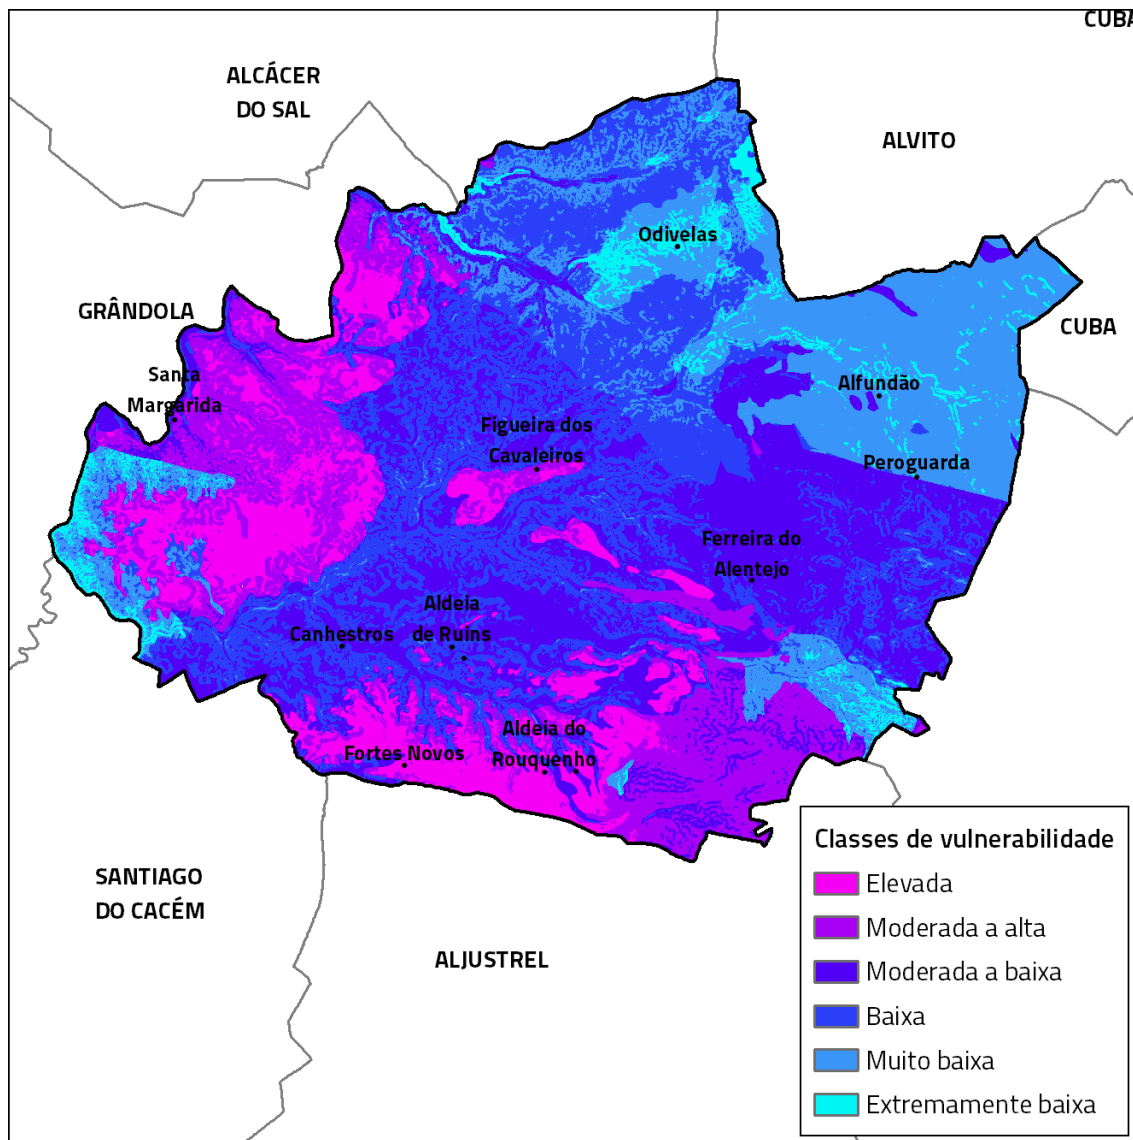 CUBA
ALCÁCER
DO SAL
ALVITO
Odivelas
GRÂNDOLA
CUBA
Santa
Margarida
Alfundão
Figueira dos
Cavaleiros
Peroguarda
Ferreira do
Alentejo
Aldeia
de Ruins
Canhestros
Aldeia do
Rouquenho
Fortes Novos
SANTIAGO
DO CACÉM
ALJUSTREL
Classes de vulnerabilidade
Elevada
Moderada a alta
Moderada a baixa
Baixa
Muito baixa
Extremamente baixa